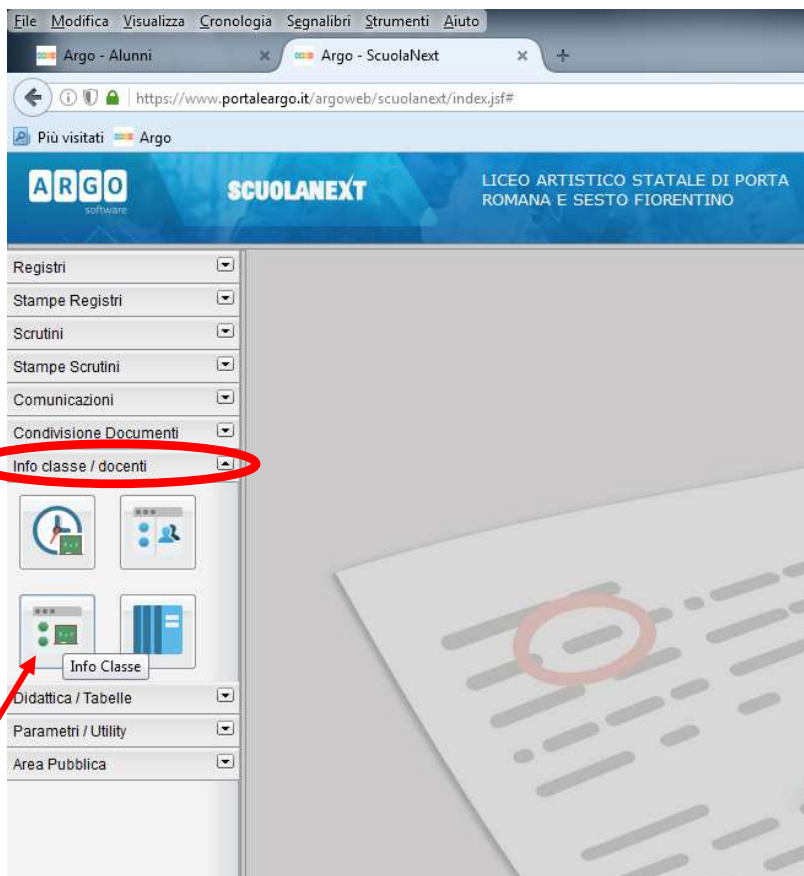 File Modifica Visualizza Cronologia Segnalibri Strumenti Aiuto
Argo - Alunni
Argo - ScuolaNext
https://www.portaleargo.it/argoweb/scuolanext/index.jsf#
Più visitati Argo
ARGO
software
SCUOLANEXT
LICEO ARTISTICO STATALE DI PORTA
ROMANA E SESTO FIORENTINO
Registri
Stampe Registri
Scrutini
Stampe Scrutini
Comunicazioni
Condivisione Documenti
Info classe / docenti
Info Classe
Didattica / Tabelle
Parametri / Utility
Area Pubblica